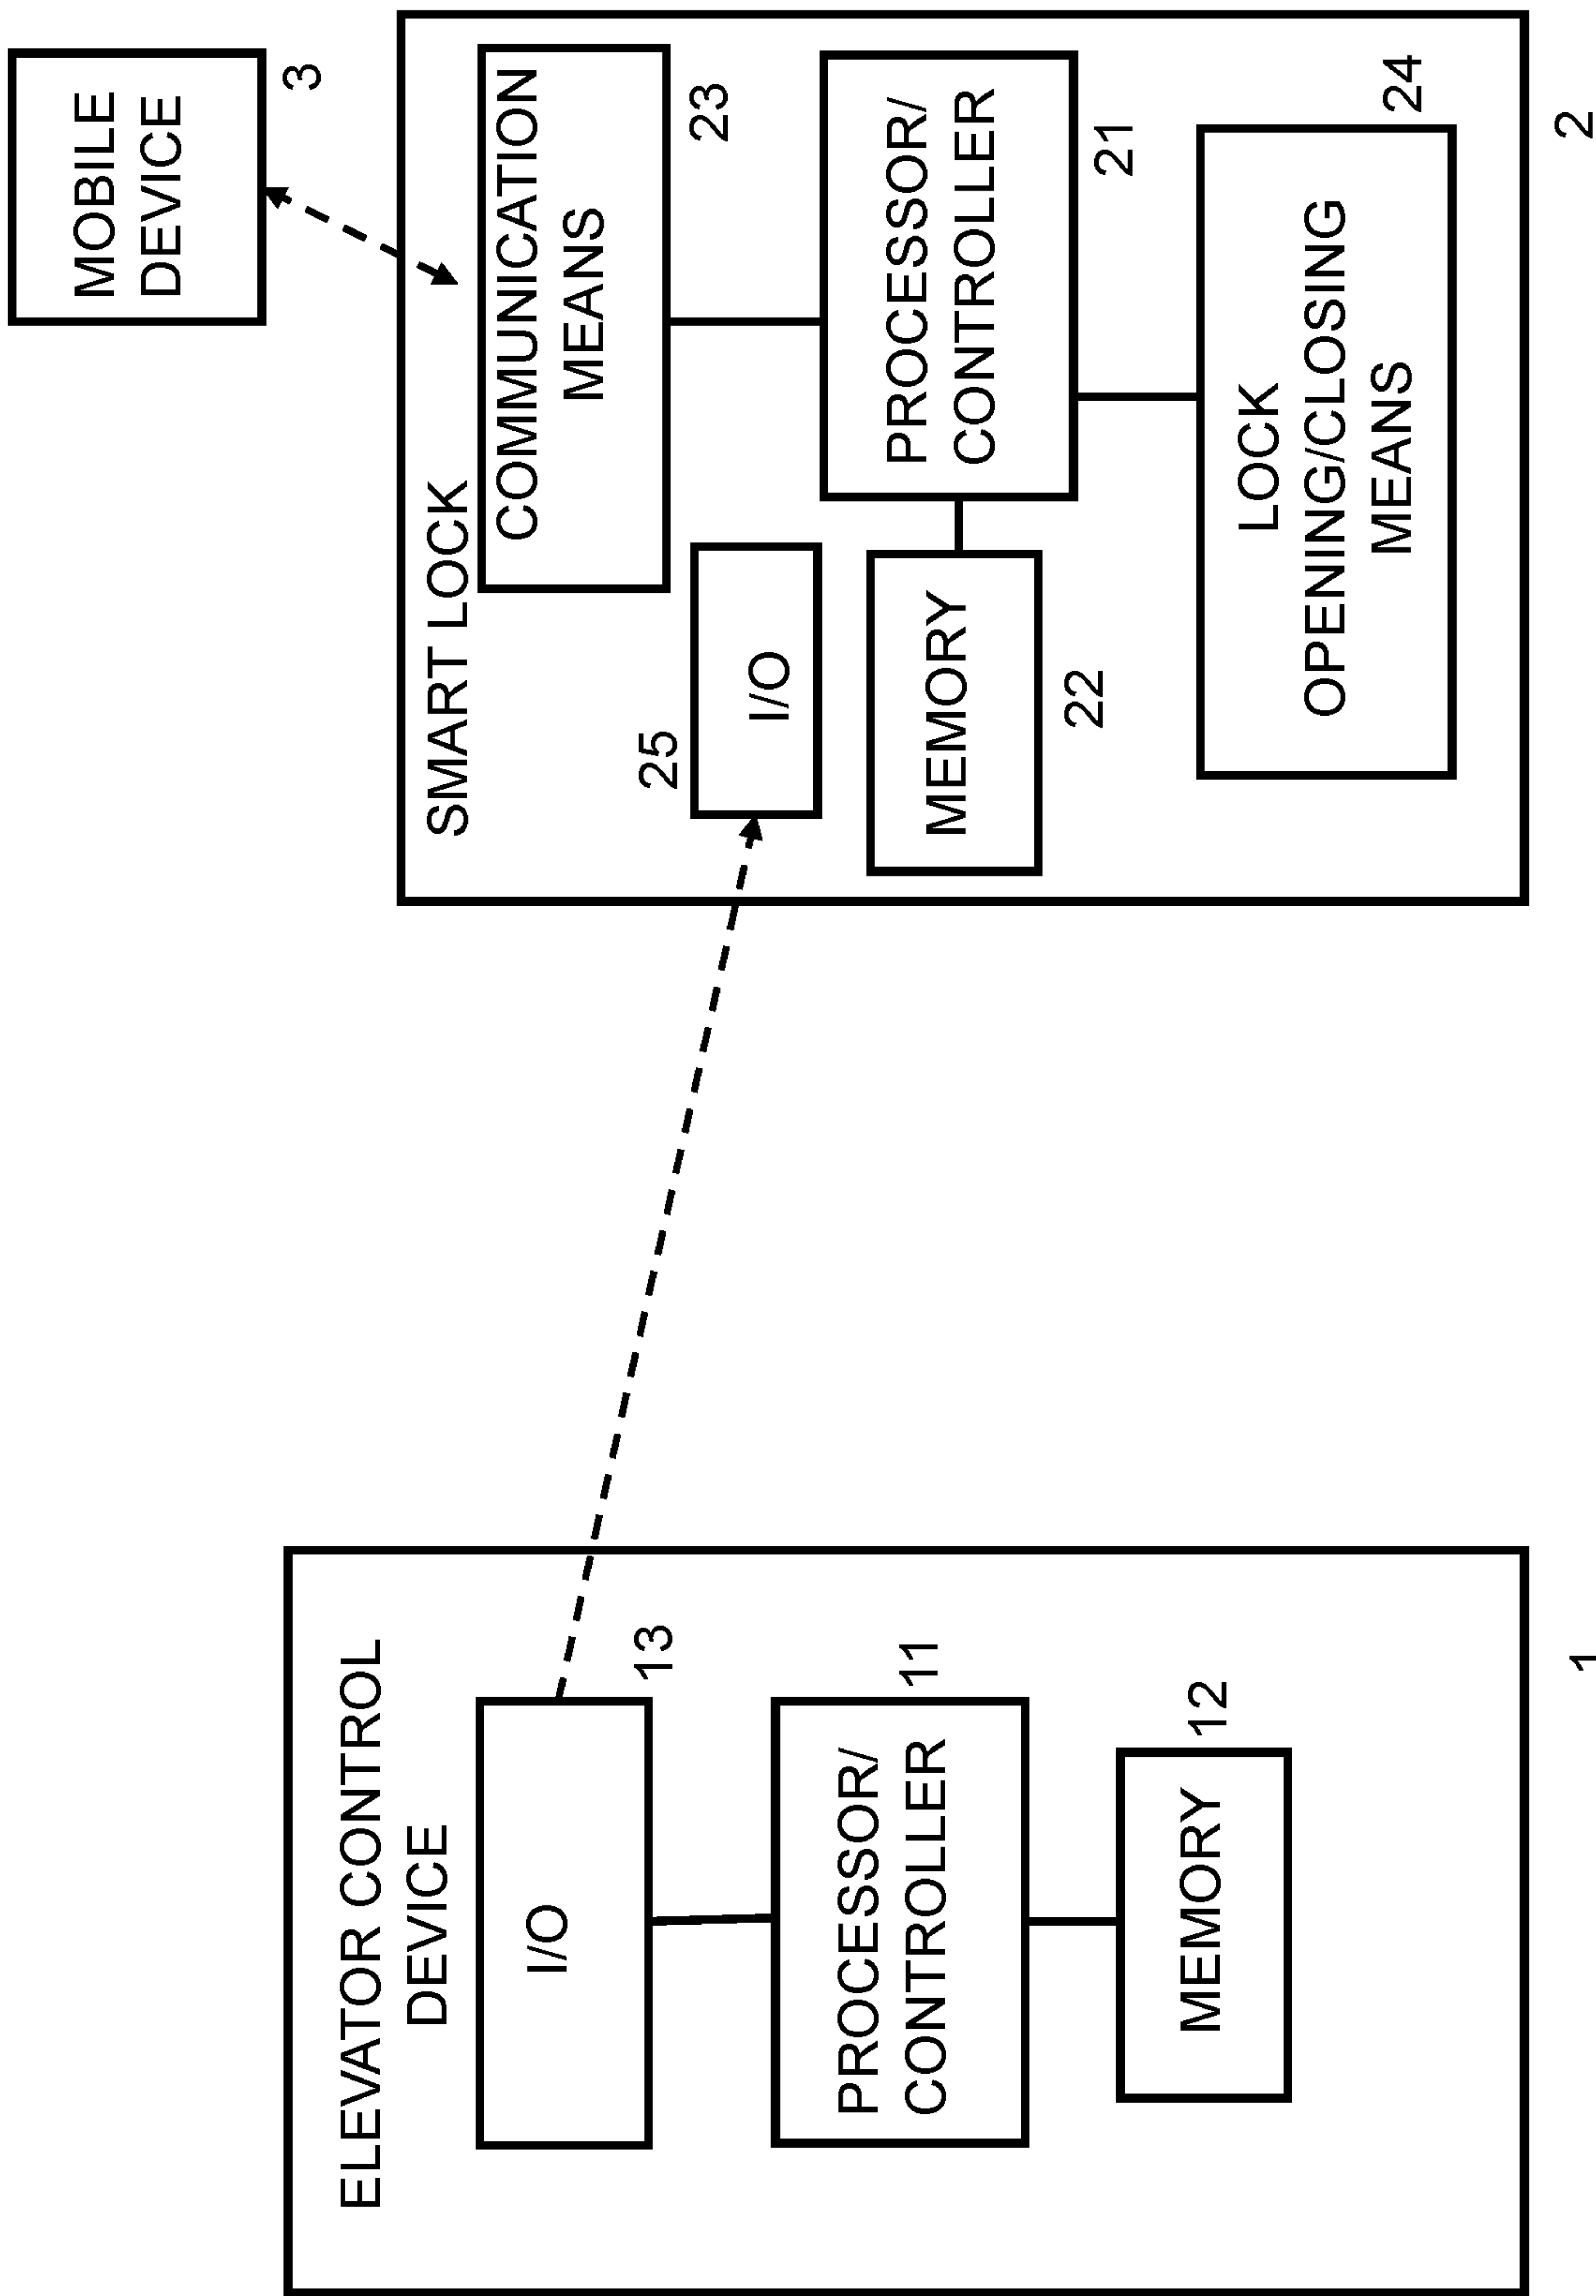 ELEVATOR CONTROL
DEVICE
I/O
13
PROCESSOR/
CONTROLLER
11
MEMORY
12
1
SMART LOCK
COMMUNICATION
MEANS
23
25
I/O
PROCESSOR/
CONTROLLER
21
MEMORY
22
LOCK
OPENING/CLOSING
MEANS
24
2
MOBILE
DEVICE
3